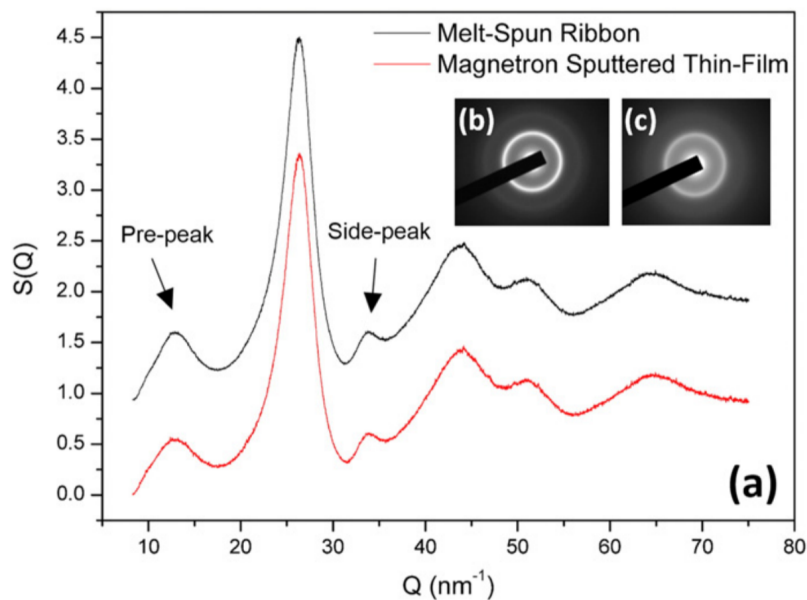 Melt-Spun Ribbon
Magnetron Sputtered Thin-Film
(b)
(c)
Pre-peak
Side-peak
(a)
S(Q)
4.5
4.0
3.5
3.0
2.5
2.0
1.5
1.0
0.5
0.0
10 20 30 40 50 60 70 80
Q (nm⁻¹)